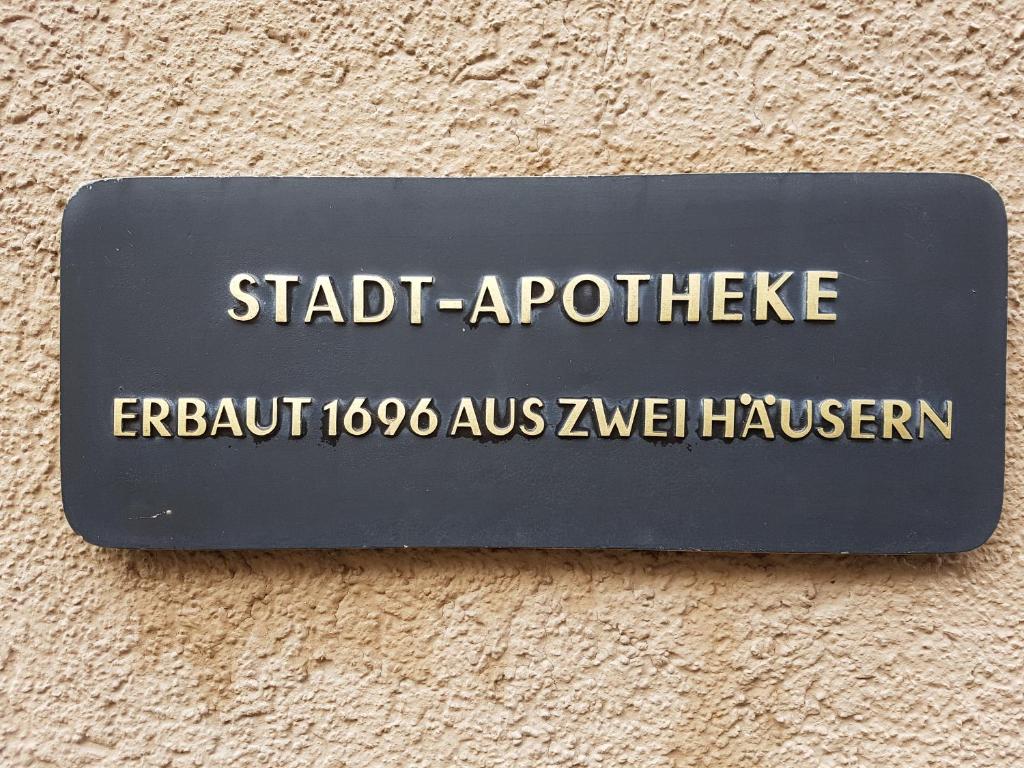 STADT-APOTHEKE
ERBAUT 1696 AUS ZWEI HÄUSERN